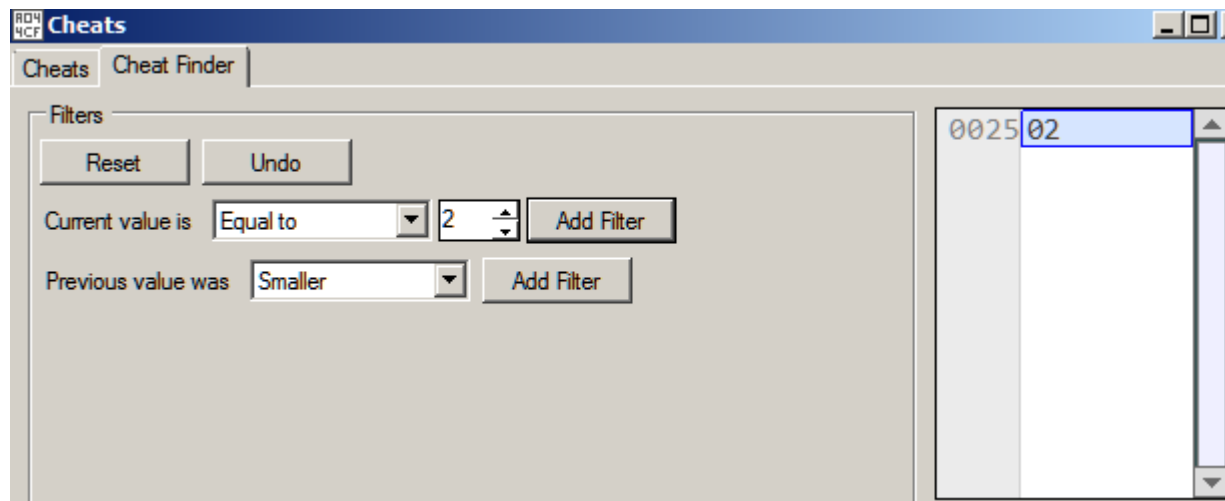 Cheats
Cheats Cheat Finder
Filters
Reset Undo
Current value is Equal to 2 Add Filter
Previous value was Smaller Add Filter
0025 02